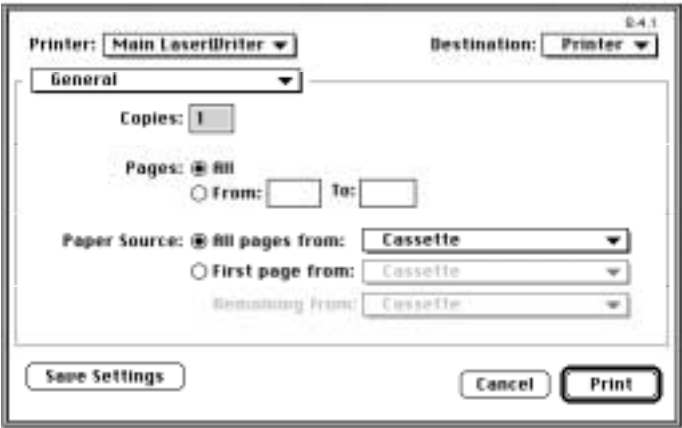 8.4.1
Printer: Main LaserWriter Destination: Printer
General
Copies: 1
Pages: All
From: To:
Paper Source: All pages from: Cassette
First page from: Cassette
Remaining from: Cassette
Save Settings Cancel Print